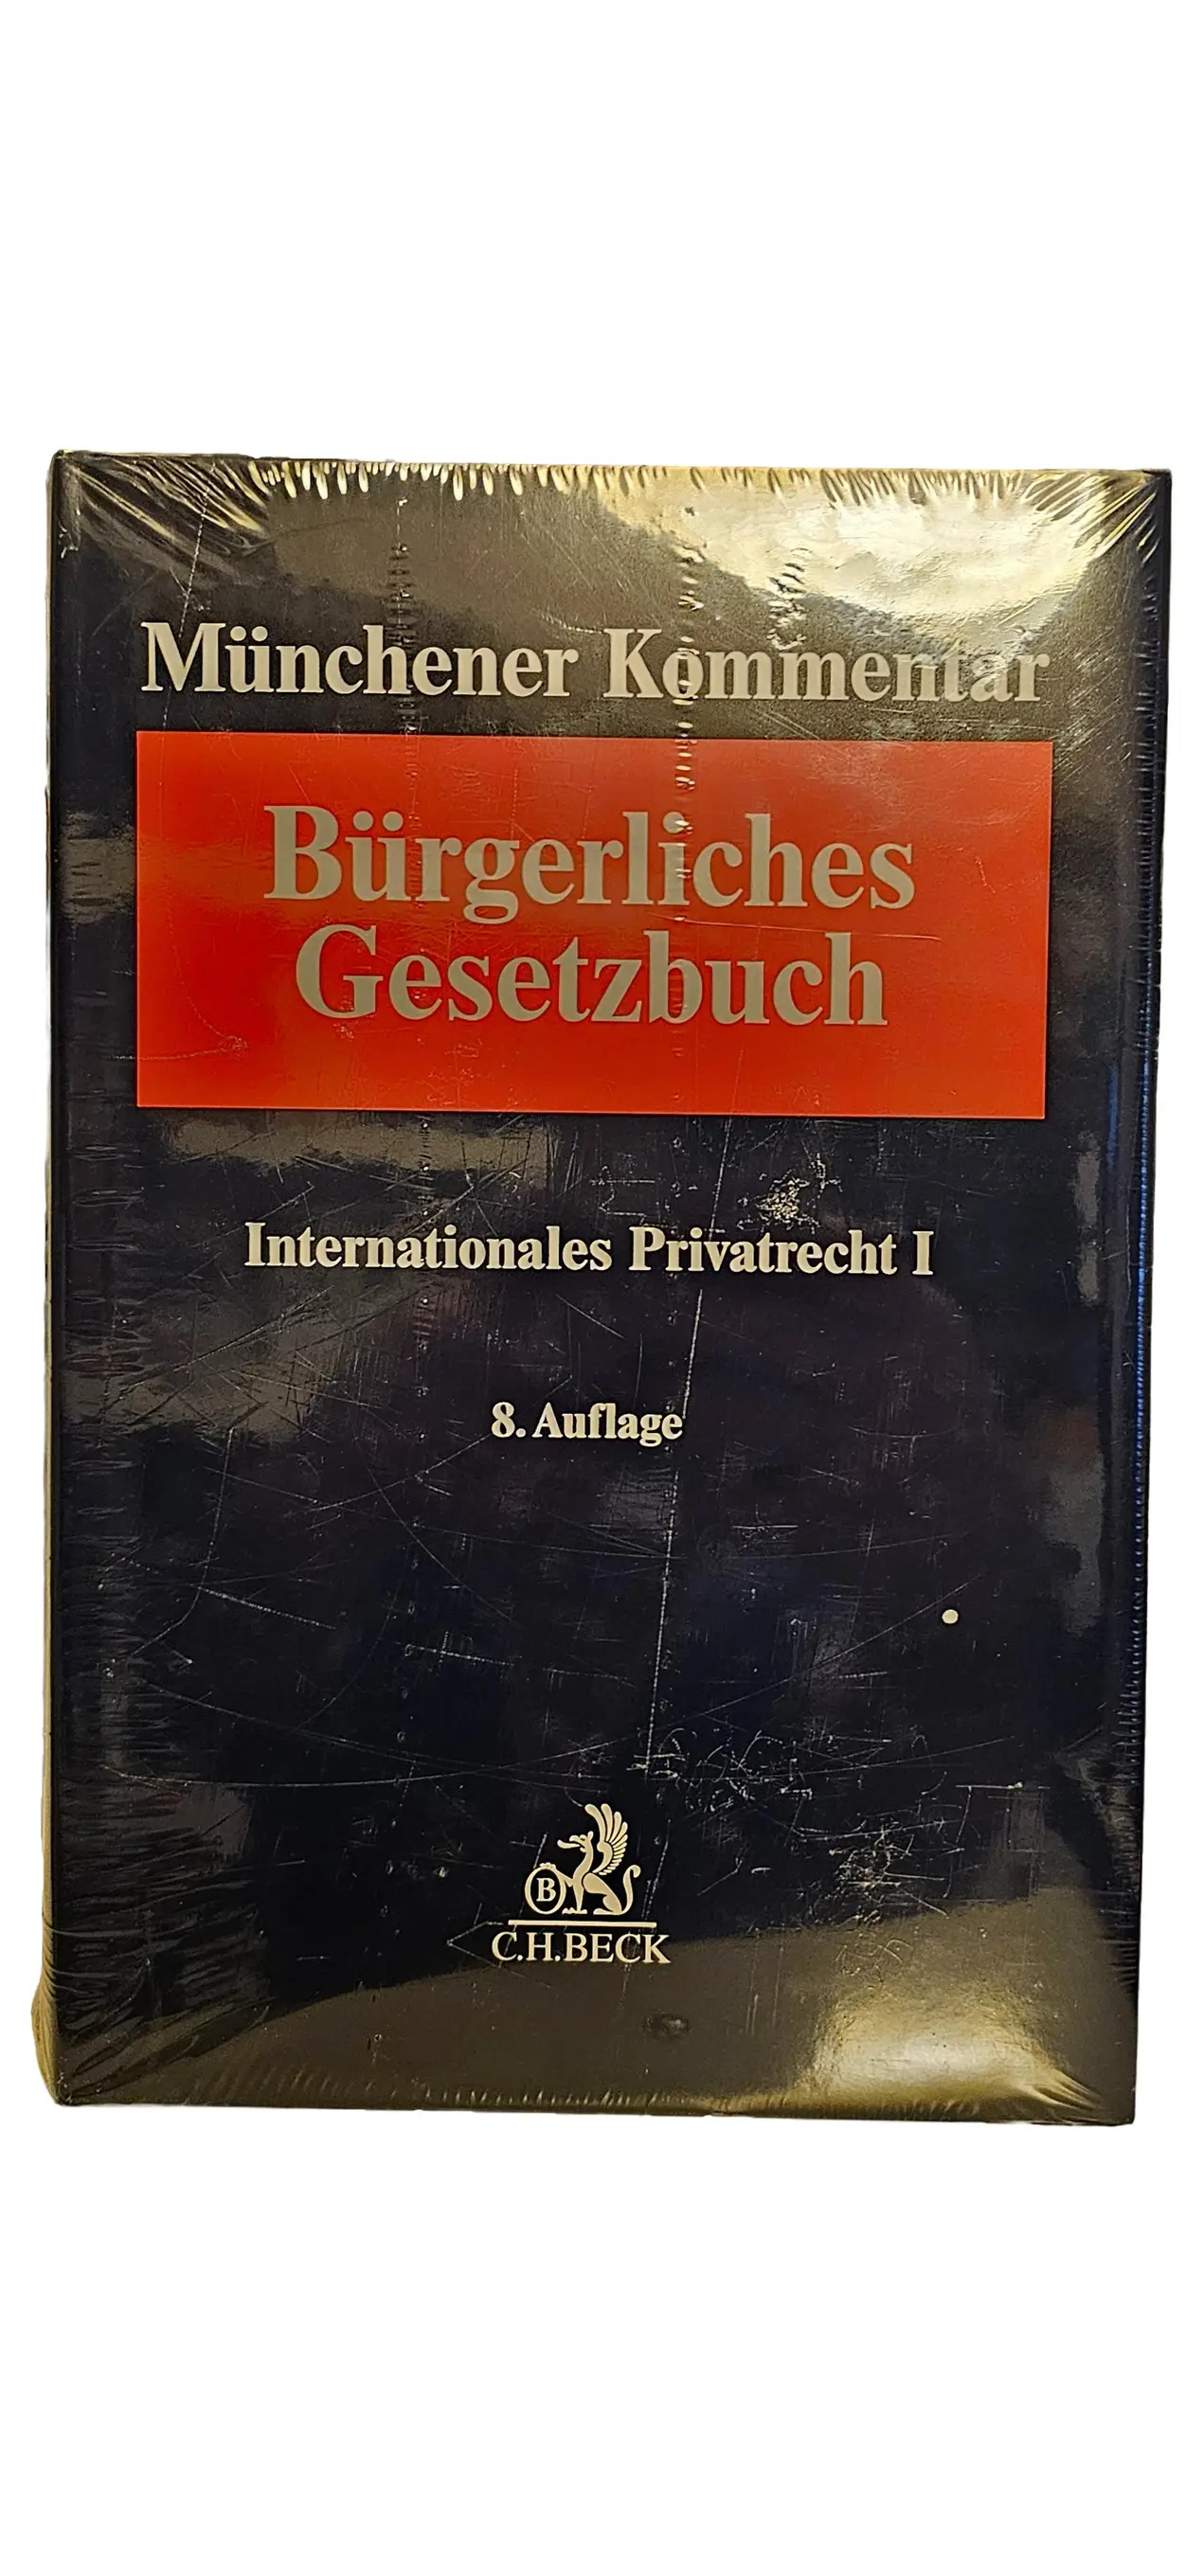 Münchener Kommentar
Bürgerliches
Gesetzbuch
Internationales Privatrecht I
8. Auflage
B
C.H.BECK